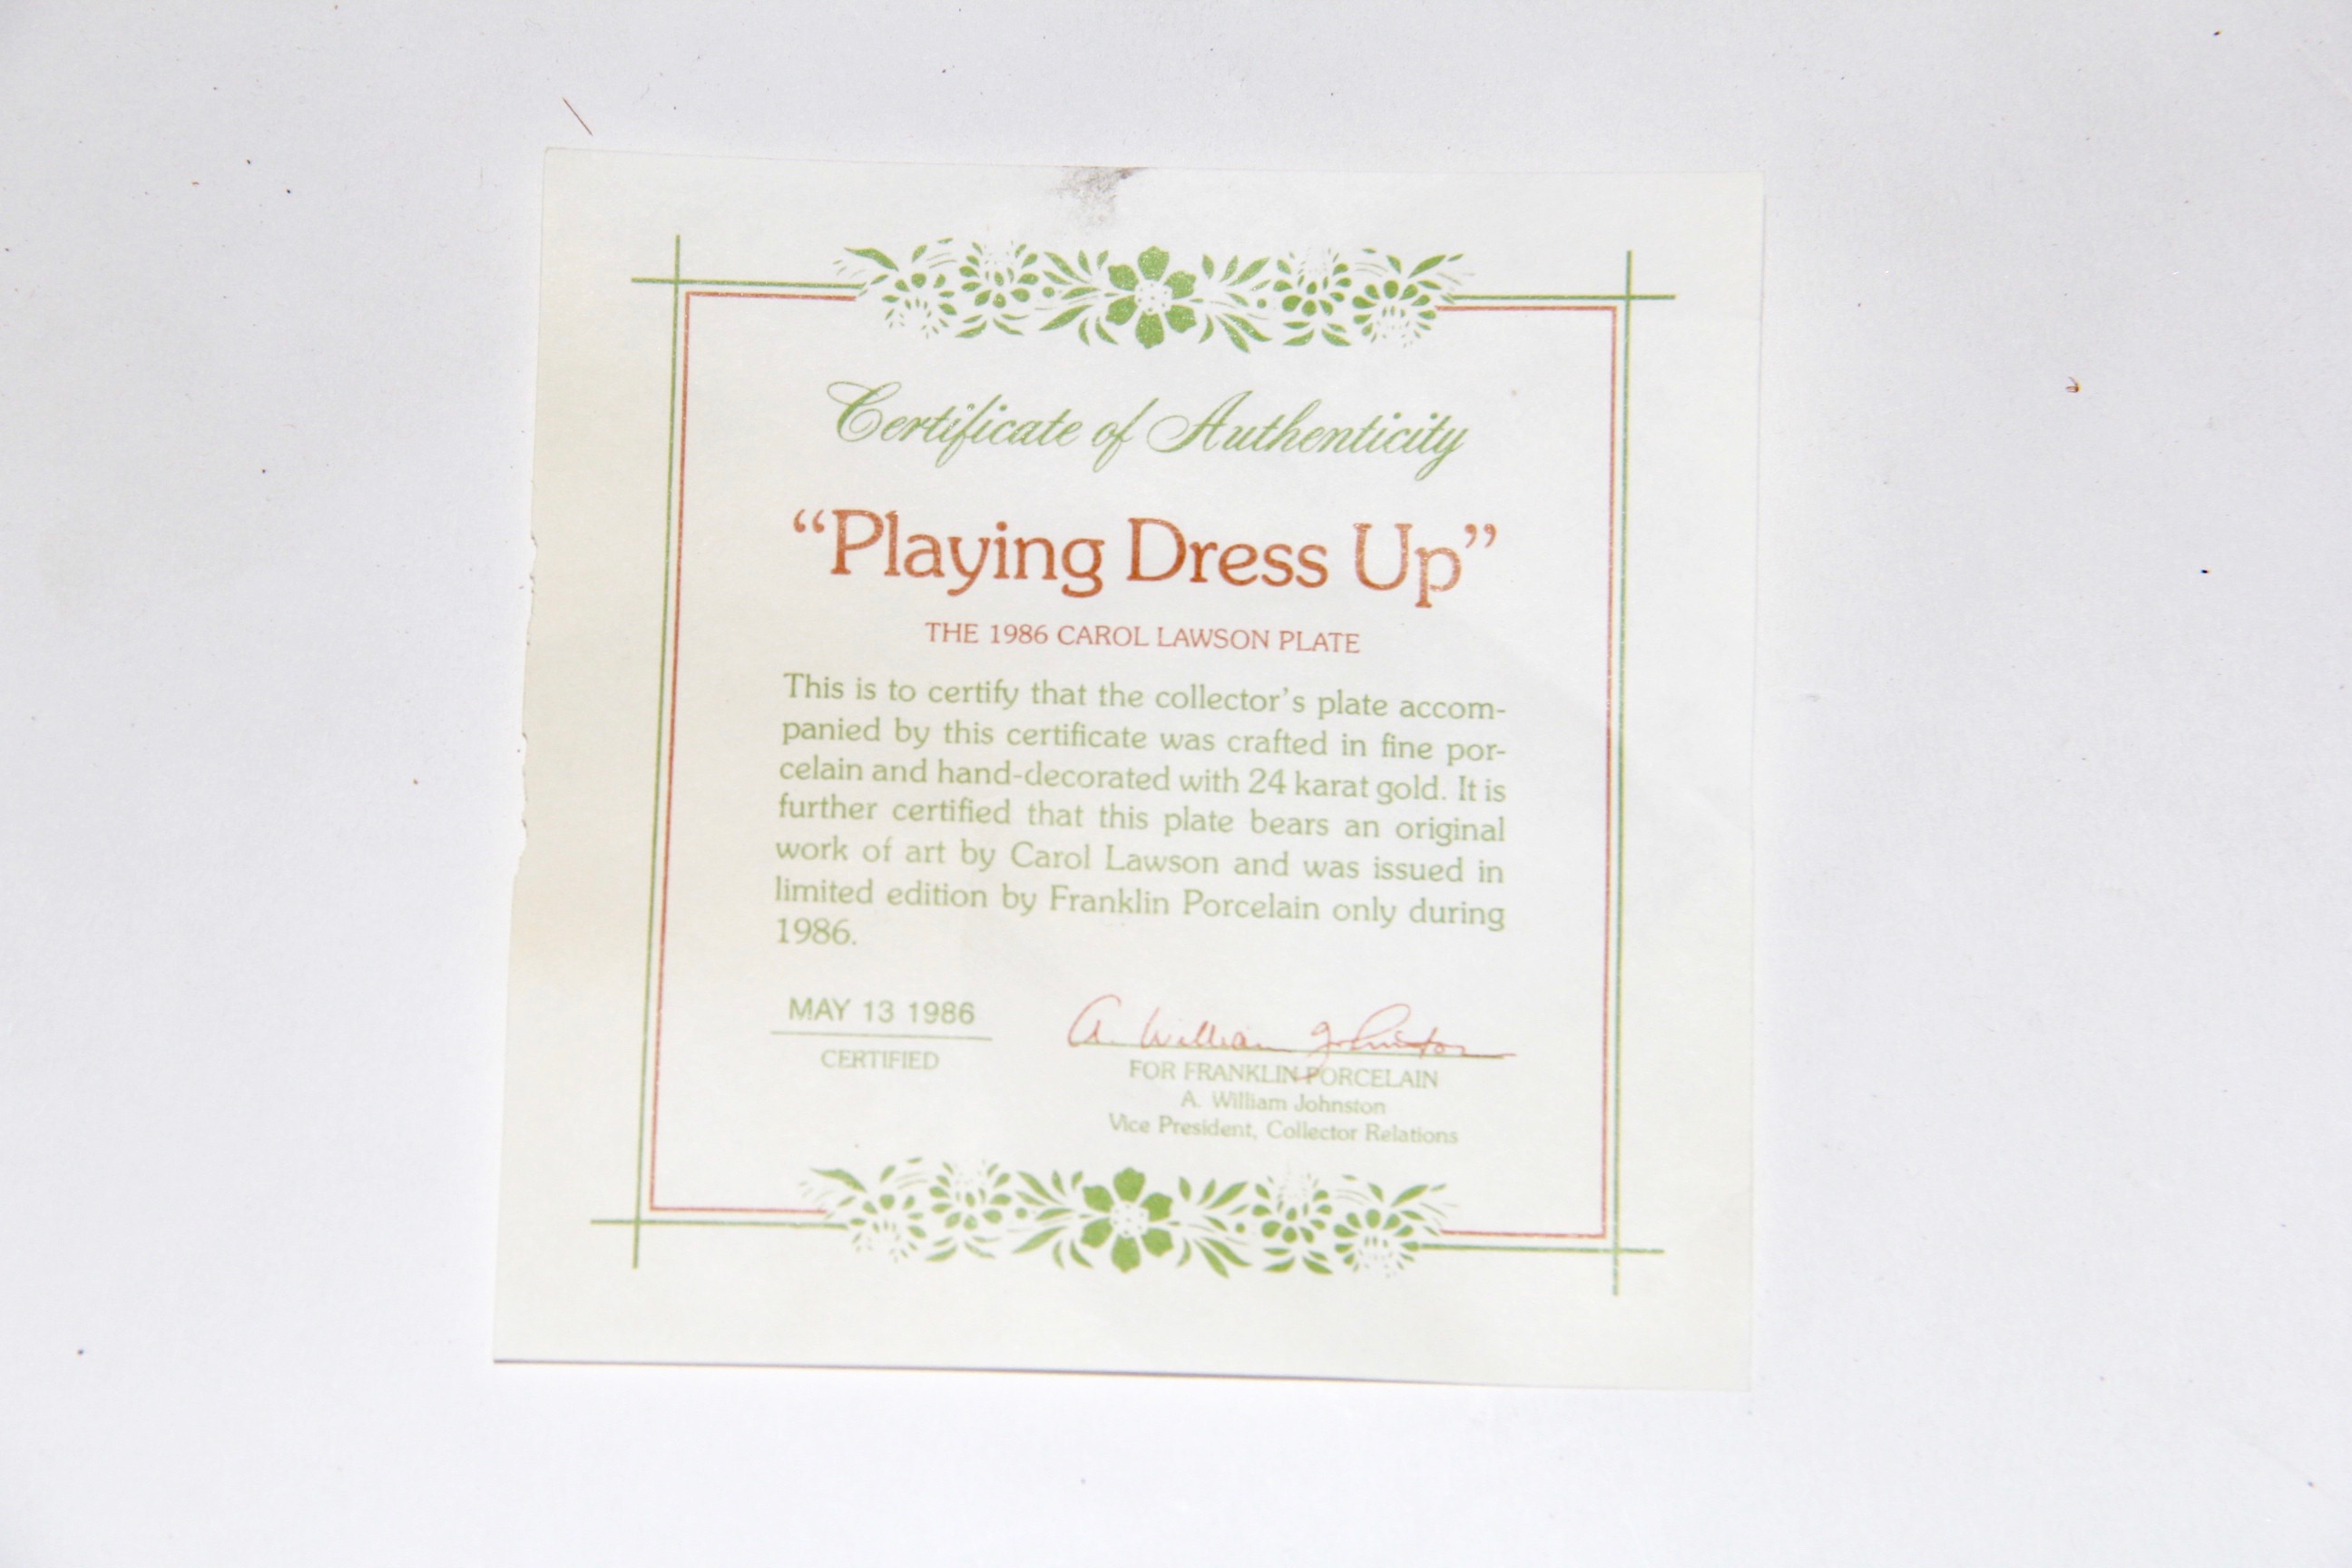 Certificate of Authenticity
“Playing Dress Up”
THE 1986 CAROL LAWSON PLATE
This is to certify that the collector's plate accom-
panied by this certificate was crafted in fine por-
celain and hand-decorated with 24 karat gold. It is
further certified that this plate bears an original
work of art by Carol Lawson and was issued in
limited edition by Franklin Porcelain only during
1986.
MAY 13 1986
CERTIFIED
A. William Johnston
FOR FRANKLIN PORCELAIN
A. William Johnston
Vice President, Collector Relations